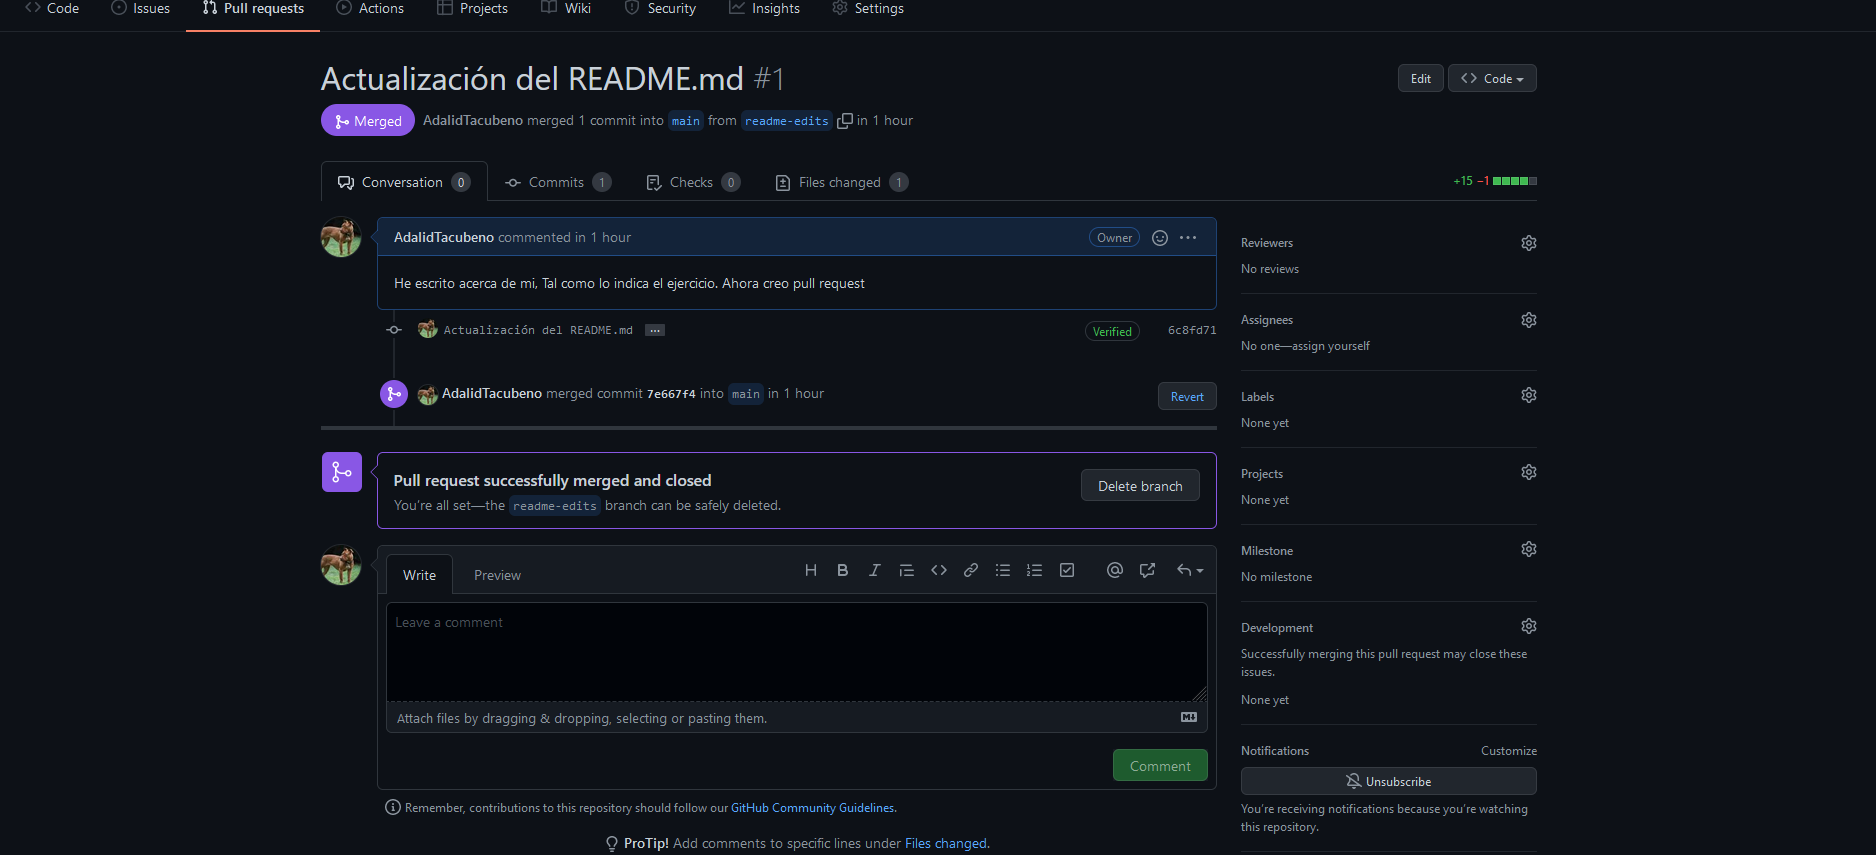 Code Issues Pull requests Actions Projects Wiki Security Insights Settings
Actualización del README.md #1
Edit Code
Merged AdalidTacubeno merged 1 commit into main from readme-edits in 1 hour
Conversation 0 Commits 1 Checks 0 Files changed 1
+15 −1
AdalidTacubeno commented in 1 hour
Owner
He escrito acerca de mi, Tal como lo indica el ejercicio. Ahora creo pull request
Actualización del README.md ...
Verified 6c8fd71
AdalidTacubeno merged commit 7e667f4 into main in 1 hour
Revert
Pull request successfully merged and closed
You're all set—the readme-edits branch can be safely deleted.
Delete branch
Write Preview
Leave a comment
Attach files by dragging & dropping, selecting or pasting them.
Comment
Remember, contributions to this repository should follow our GitHub Community Guidelines.
ProTip! Add comments to specific lines under Files changed.
Reviewers
No reviews
Assignees
No one—assign yourself
Labels
None yet
Projects
None yet
Milestone
No milestone
Development
Successfully merging this pull request may close these
issues.
None yet
Notifications Customize
Unsubscribe
You're receiving notifications because you're watching
this repository.